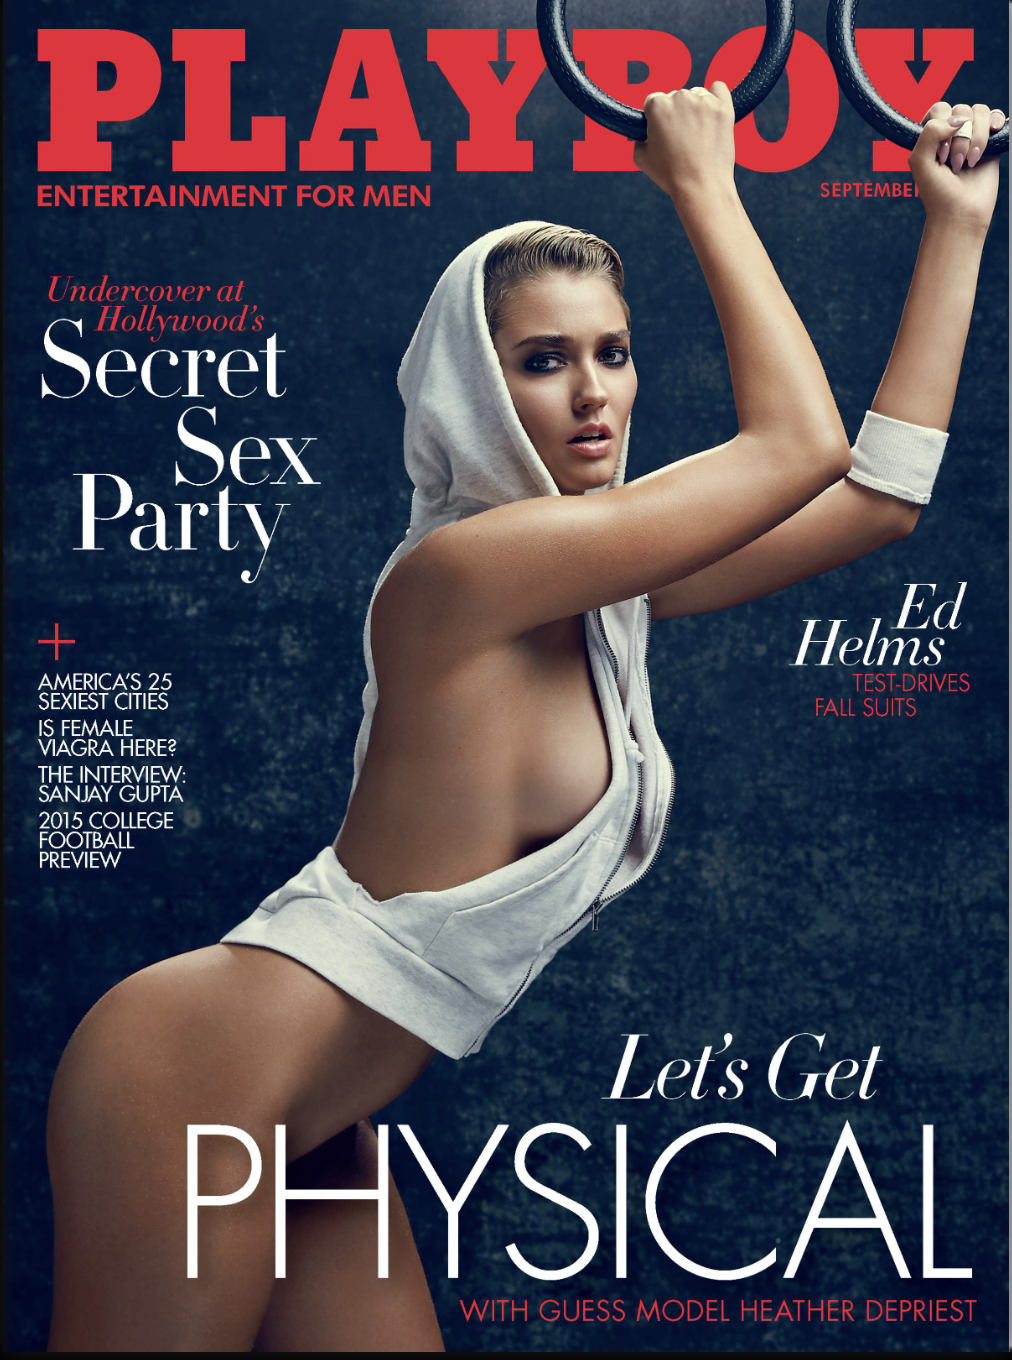 PLAYBOY
ENTERTAINMENT FOR MEN
SEPTEMBER
Undercover at
Hollywood's
Secret
Sex
Party
+
AMERICA'S 25
SEXIEST CITIES
IS FEMALE
VIAGRA HERE?
THE INTERVIEW:
SANJAY GUPTA
2015 COLLEGE
FOOTBALL
PREVIEW
Ed
Helms
TEST-DRIVES
FALL SUITS
Let's Get
PHYSICAL
WITH GUESS MODEL HEATHER DEPRIEST